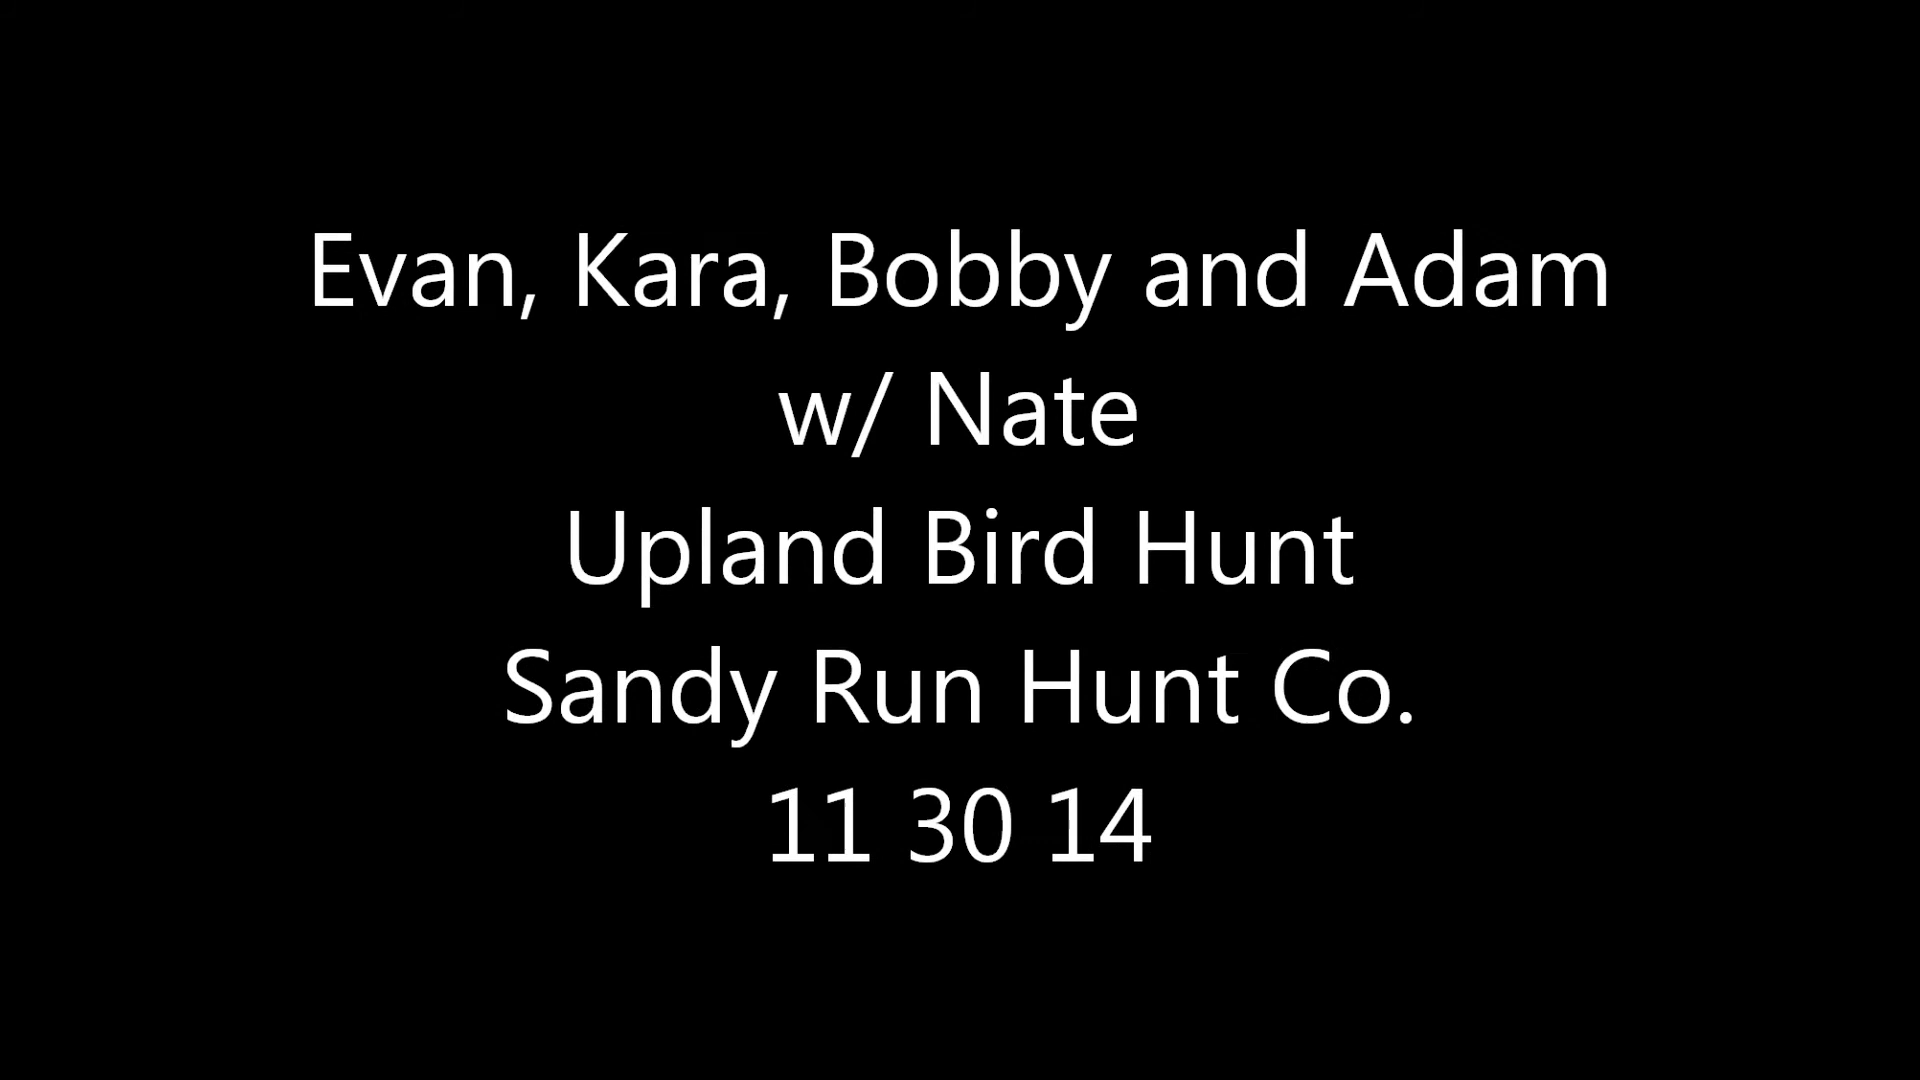 Evan, Kara, Bobby and Adam
w/ Nate
Upland Bird Hunt
Sandy Run Hunt Co.
11 30 14